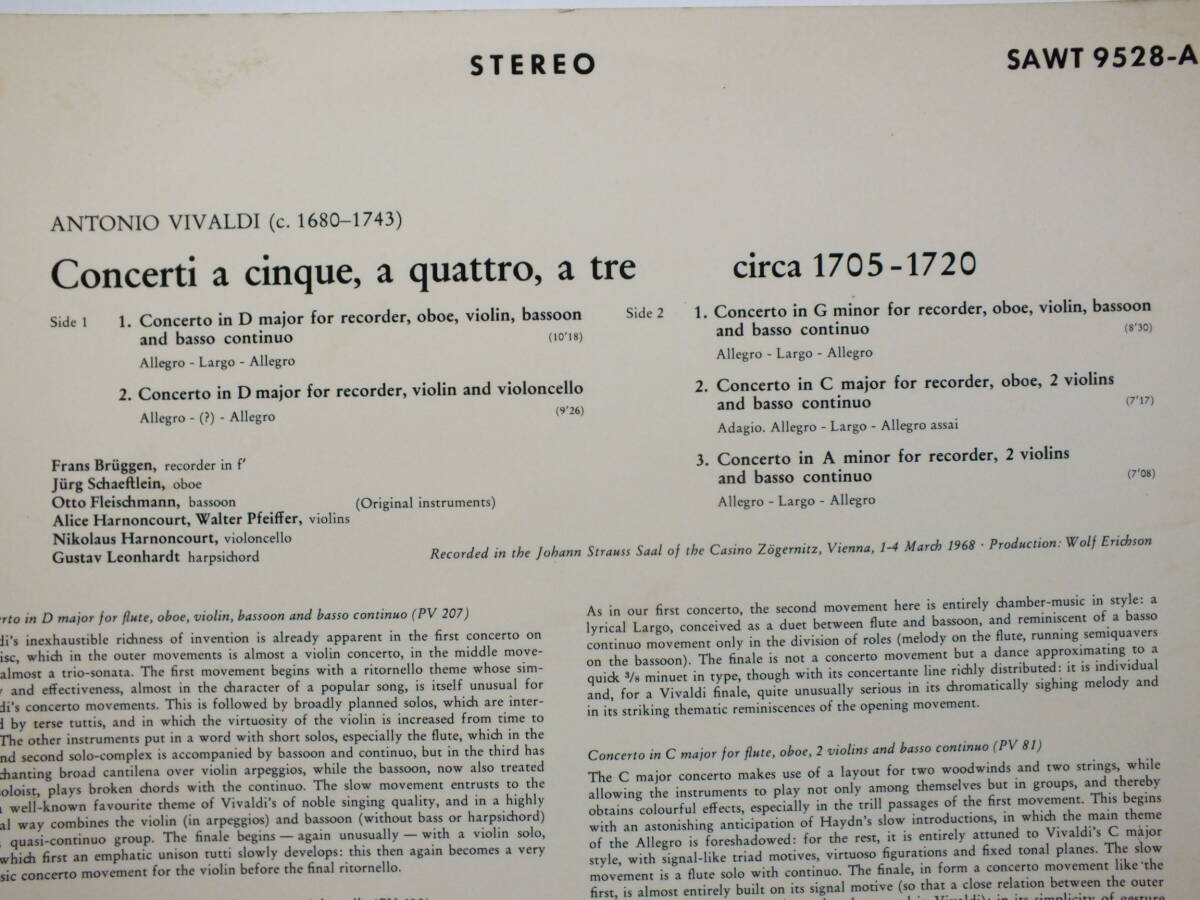 STEREO
SAWT 9528-A
ANTONIO VIVALDI (c. 1680–1743)
Concerti a cinque, a quattro, a tre
circa 1705-1720
Side 1
1. Concerto in D major for recorder, oboe, violin, bassoon
and basso continuo (10'18)
Allegro - Largo - Allegro
2. Concerto in D major for recorder, violin and violoncello
Allegro - (?) - Allegro (9'26)
Side 2
1. Concerto in G minor for recorder, oboe, violin, bassoon
and basso continuo (8'30)
Allegro - Largo - Allegro
2. Concerto in C major for recorder, oboe, 2 violins
and basso continuo (7'17)
Adagio. Allegro - Largo - Allegro assai
3. Concerto in A minor for recorder, 2 violins
and basso continuo (7'08)
Allegro - Largo - Allegro
Frans Brüggen, recorder in f'
Jürg Schaeftlein, oboe
Otto Fleischmann, bassoon (Original instruments)
Alice Harnoncourt, Walter Pfeiffer, violins
Nikolaus Harnoncourt, violoncello
Gustav Leonhardt harpsichord
Recorded in the Johann Strauss Saal of the Casino Zögernitz, Vienna, 1-4 March 1968 · Production: Wolf Erichson
rto in D major for flute, oboe, violin, bassoon and basso continuo (PV 207)
di's inexhaustible richness of invention is already apparent in the first concerto on
isc, which in the outer movements is almost a violin concerto, in the middle move-
almost a trio-sonata. The first movement begins with a ritornello theme whose sim-
y and effectiveness, almost in the character of a popular song, is itself unusual for
di's concerto movements. This is followed by broadly planned solos, which are inter-
d by terse tuttis, and in which the virtuosity of the violin is increased from time to
The other instruments put in a word with short solos, especially the flute, which in the
nd second solo-complex is accompanied by bassoon and continuo, but in the third has
chanting broad cantilena over violin arpeggios, while the bassoon, now also treated
soloist, plays broken chords with the continuo. The slow movement entrusts to the
a well-known favourite theme of Vivaldi's of noble singing quality, and in a highly
al way combines the violin (in arpeggios) and bassoon (without bass or harpsichord)
quasi-continuo group. The finale begins — again unusually — with a violin solo,
which first an emphatic unison tutti slowly develops: this then again becomes a very
sic concerto movement for the violin before the final ritornello.
As in our first concerto, the second movement here is entirely chamber-music in style: a
lyrical Largo, conceived as a duet between flute and bassoon, and reminiscent of a basso
continuo movement only in the division of roles (melody on the flute, running semiquavers
on the bassoon). The finale is not a concerto movement but a dance approximating to a
quick 3/8 minuet in type, though with its concertante line richly distributed: it is individual
and, for a Vivaldi finale, quite unusually serious in its chromatically sighing melody and
in its striking thematic reminiscences of the opening movement.
Concerto in C major for flute, oboe, 2 violins and basso continuo (PV 81)
The C major concerto makes use of a layout for two woodwinds and two strings, while
allowing the instruments to play not only among themselves but in groups, and thereby
obtains colourful effects, especially in the trill passages of the first movement. This begins
with an astonishing anticipation of Haydn's slow introductions, in which the main theme
of the Allegro is foreshadowed: for the rest, it is entirely attuned to Vivaldi's C major
style, with signal-like triad motives, virtuoso figurations and fixed tonal planes. The slow
movement is a flute solo with continuo. The finale, in form a concerto movement like the
first, is almost entirely built on its signal motive (so that a close relation between the outer